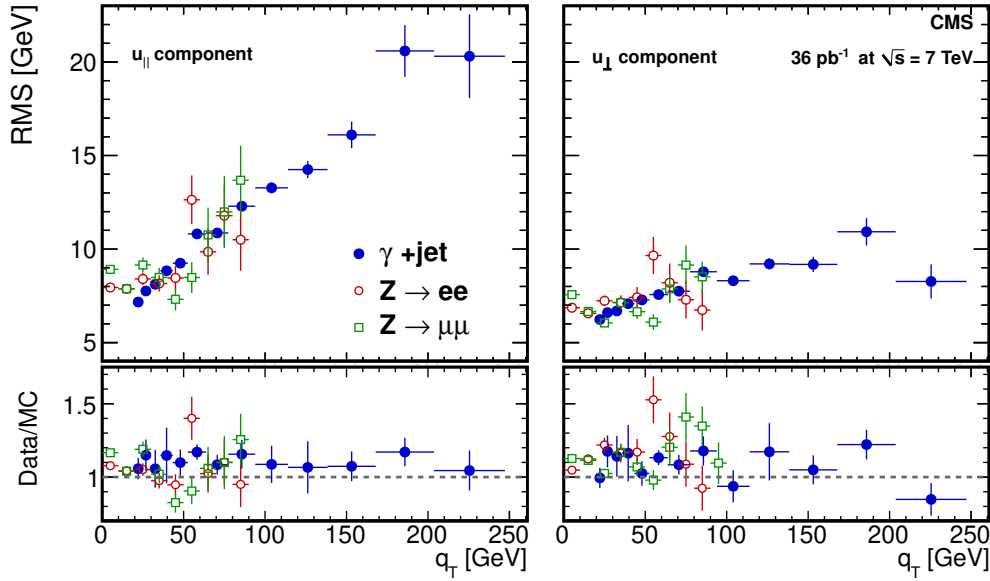 CMS
u|| component
u⊥ component
36 pb⁻¹ at √s = 7 TeV
RMS [GeV]
20
15
10
5
γ +jet
Z → ee
Z → μμ
Data/MC
1.5
1
0 50 100 150 200 250
0 50 100 150 200 250
qT [GeV]
qT [GeV]